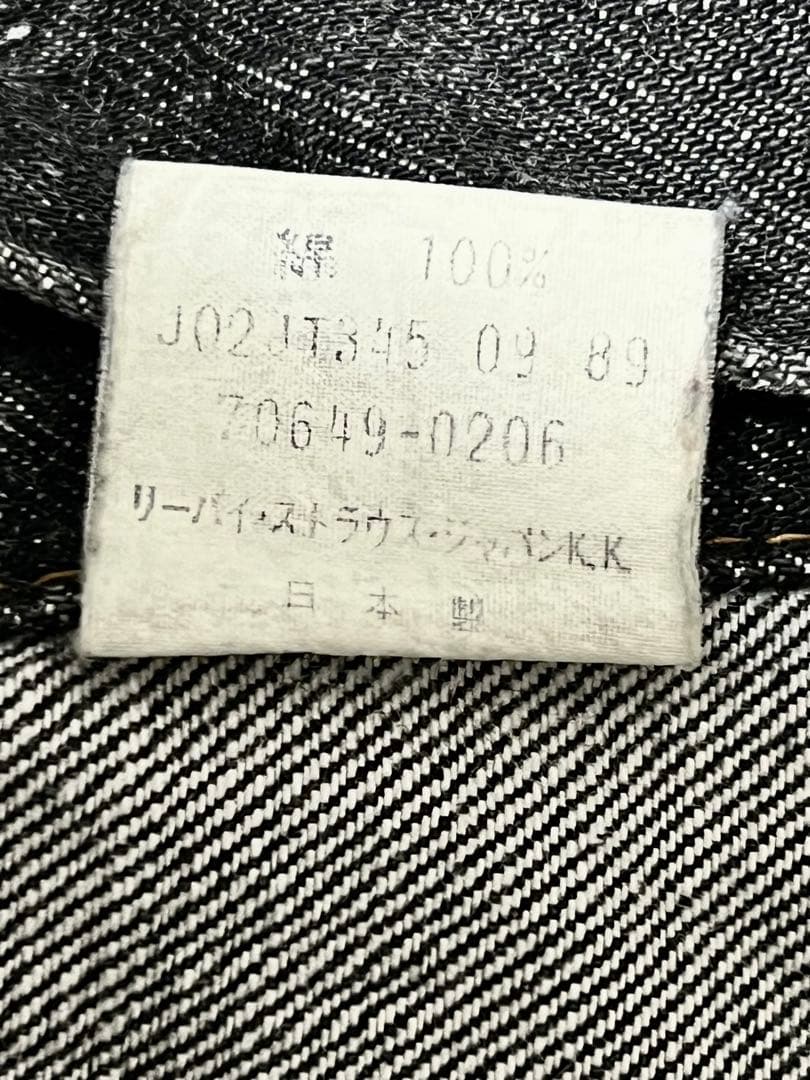 綿 100%
J02JT345 09 89
70649-0206
リーバイ・ストラウス・ジャパンK.K
日本製